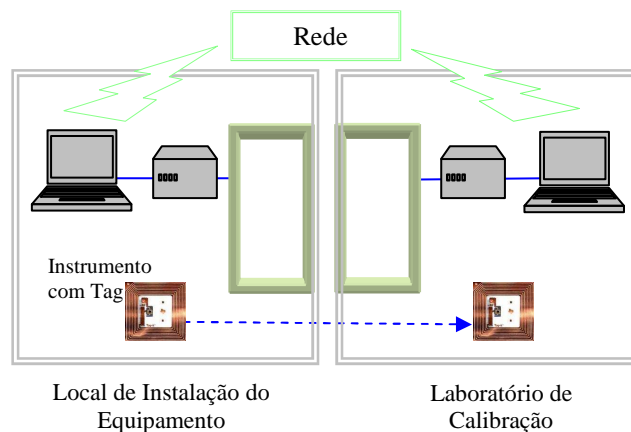 Rede
Instrumento
com Tag
Local de Instalação do
Equipamento
Laboratório de
Calibração